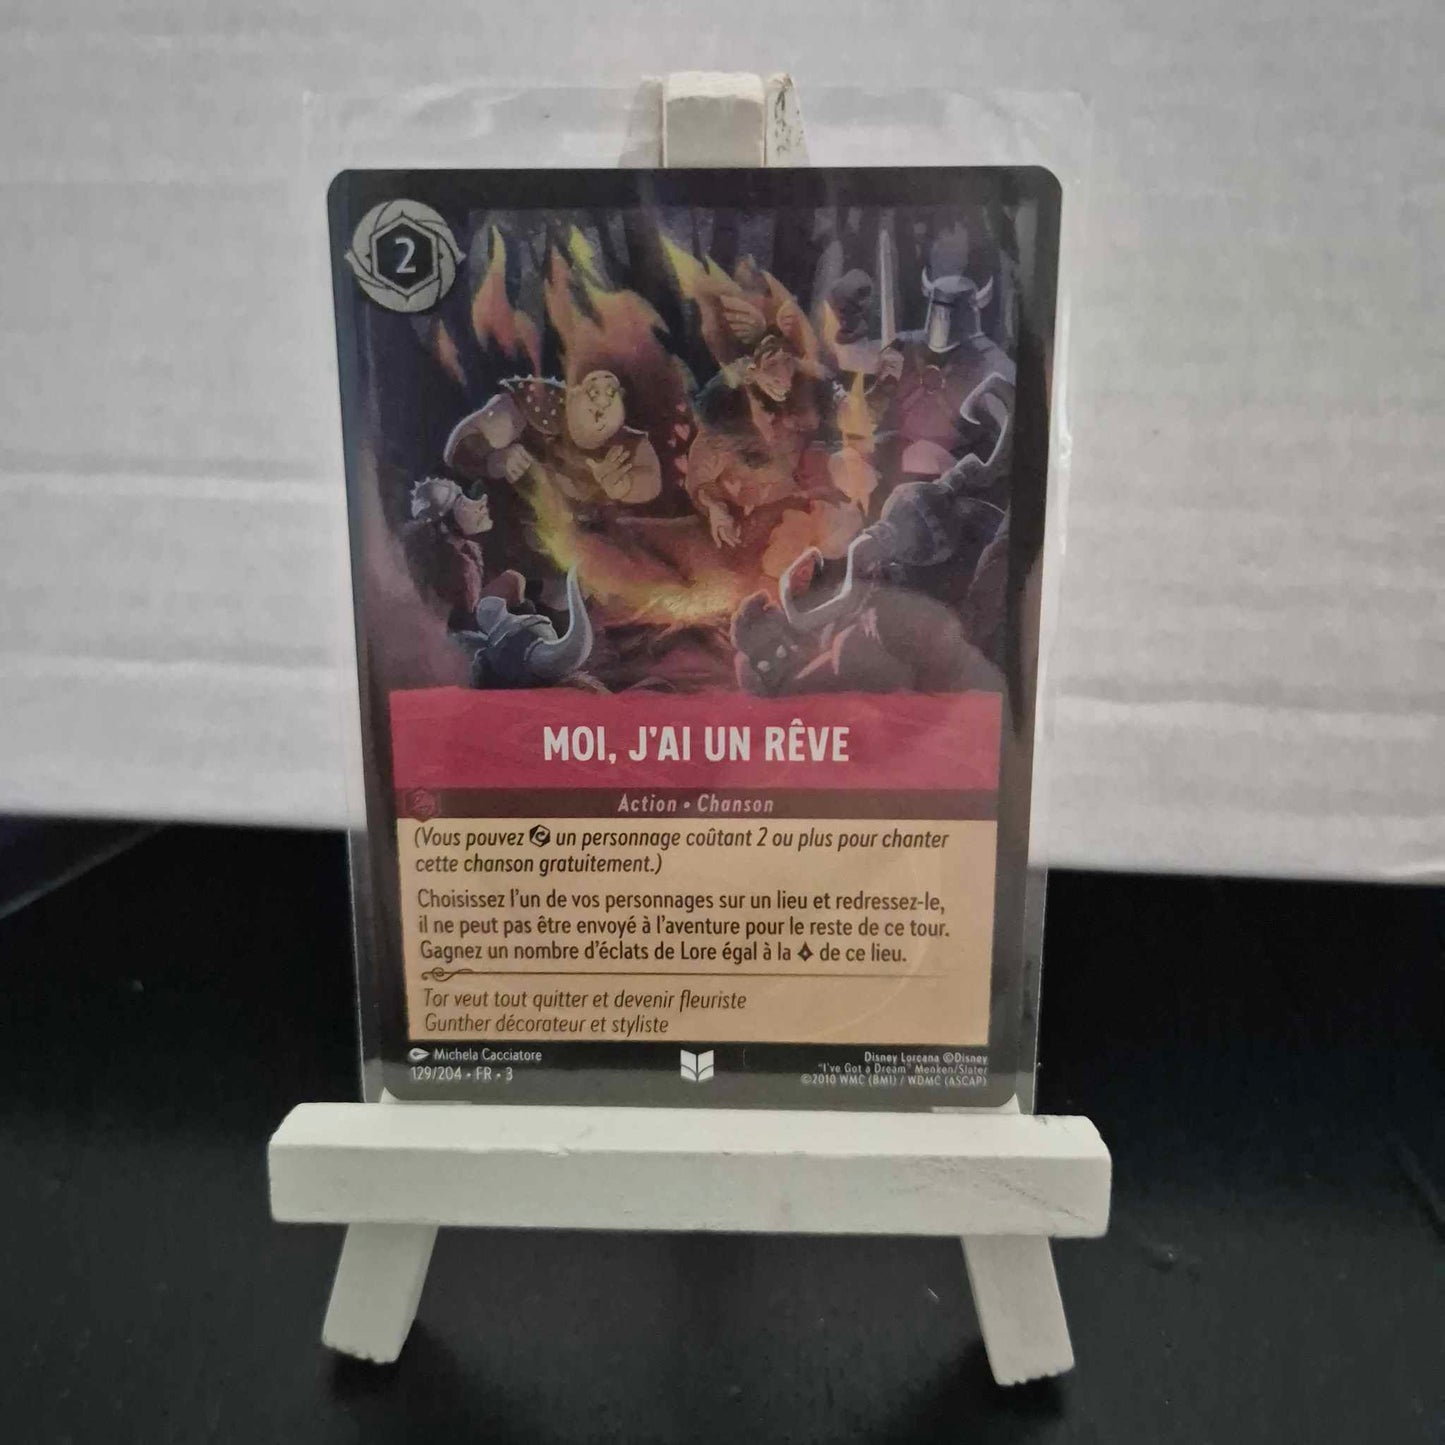 2
MOI, J'AI UN RÊVE
Action • Chanson
(Vous pouvez un personnage coûtant 2 ou plus pour chanter
cette chanson gratuitement.)
Choisissez l'un de vos personnages sur un lieu et redressez-le,
il ne peut pas être envoyé à l'aventure pour le reste de ce tour.
Gagnez un nombre d'éclats de Lore égal à la de ce lieu.
Tor veut tout quitter et devenir fleuriste
Gunther décorateur et styliste
Michela Cacciatore
129/204 • FR • 3
Disney Lorcana ©Disney
"I've Got a Dream" Menken/Slater
©2010 WMC (BMI) / WDMC (ASCAP)